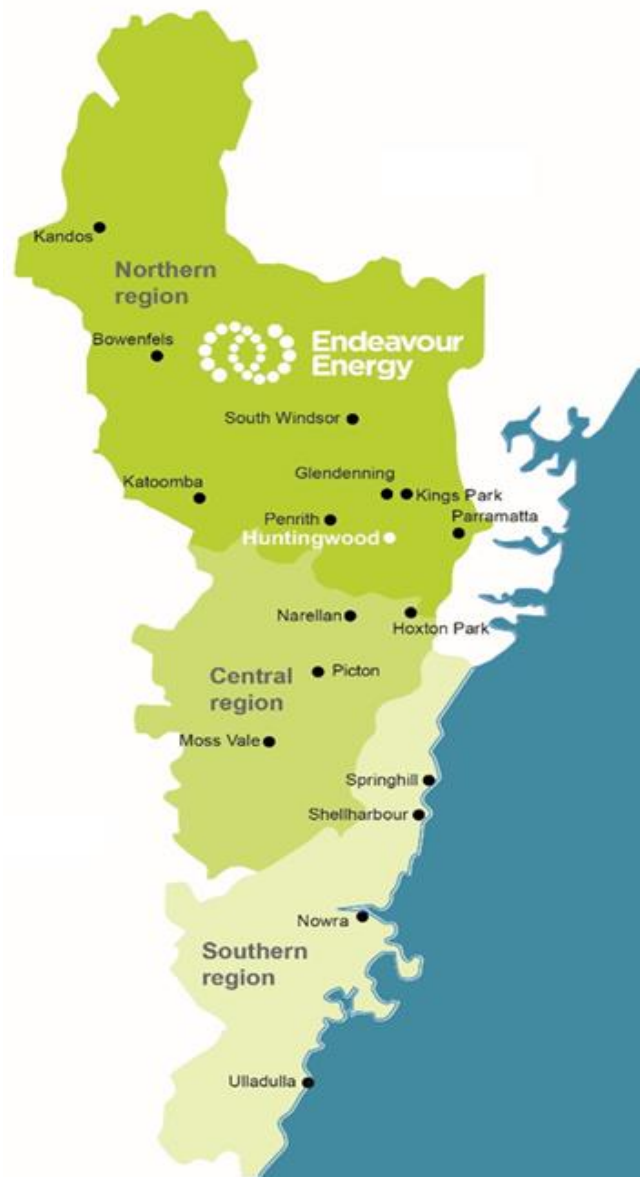 Kandos
Northern
region
Bowenfels
Endeavour
Energy
South Windsor
Glendenning
Katoomba
Kings Park
Penrith
Parramatta
Huntingwood
Narellan
Hoxton Park
Central
region
Picton
Moss Vale
Springhill
Shellharbour
Nowra
Southern
region
Ulladulla